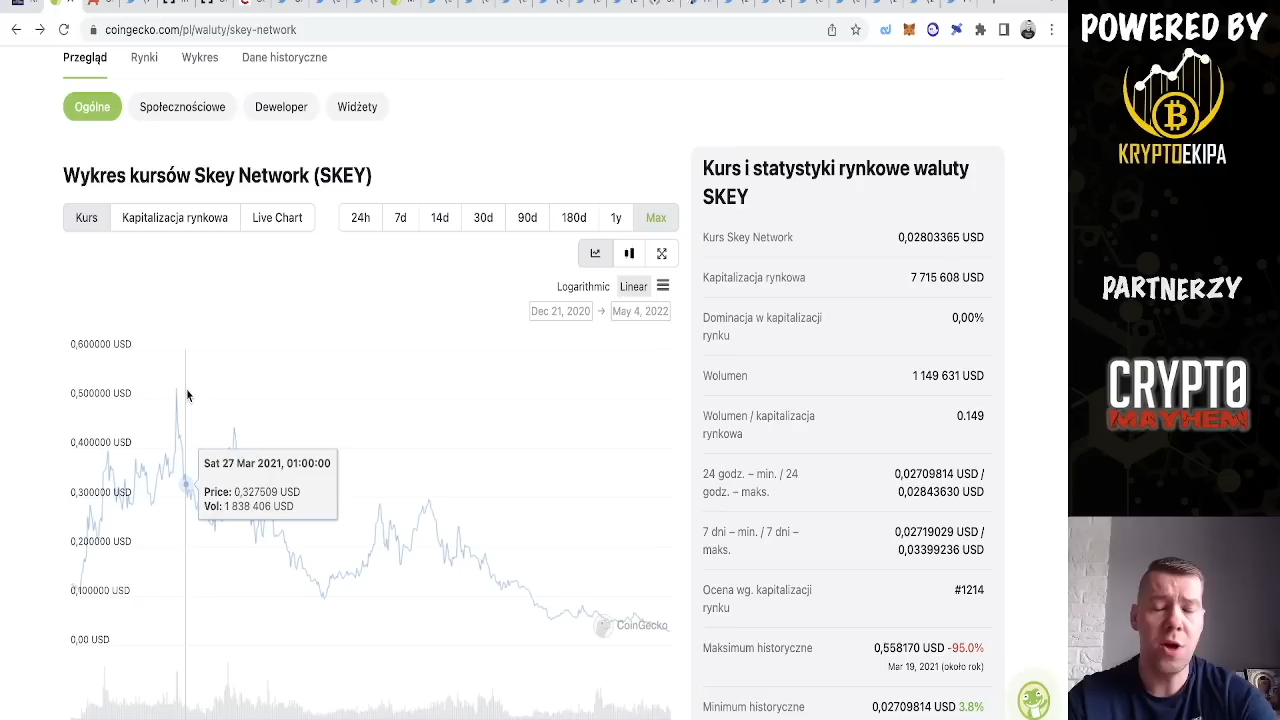 coingecko.com/pl/waluty/skey-network
Przegląd Rynki Wykres Dane historyczne
Ogólne Społecznościowe Deweloper Widżety
Wykres kursów Skey Network (SKEY)
Kurs Kapitalizacja rynkowa Live Chart
24h 7d 14d 30d 90d 180d 1y Max
Logarithmic Linear
Dec 21, 2020 → May 4, 2022
0,600000 USD
0,500000 USD
0,400000 USD
0,300000 USD
0,200000 USD
0,100000 USD
0,00 USD
Sat 27 Mar 2021, 01:00:00
Price: 0,327509 USD
Vol: 1 838 406 USD
CoinGecko
Kurs i statystyki rynkowe waluty
SKEY
Kurs Skey Network 0,02803365 USD
Kapitalizacja rynkowa 7 715 608 USD
Dominacja w kapitalizacji
rynku 0,00%
Wolumen 1 149 631 USD
Wolumen / kapitalizacja
rynkowa 0.149
24 godz. – min. / 24 0,02709814 USD /
godz. – maks. 0,02843630 USD
7 dni – min. / 7 dni – 0,02719029 USD /
maks. 0,03399236 USD
Ocena wg. kapitalizacji
rynku #1214
Maksimum historyczne 0,558170 USD -95.0%
Mar 19, 2021 (około rok)
Minimum historyczne 0,02709814 USD 3.8%
POWERED BY
KRYPTOEKIPA
PARTNERZY
CRYPTO
MAYHEM